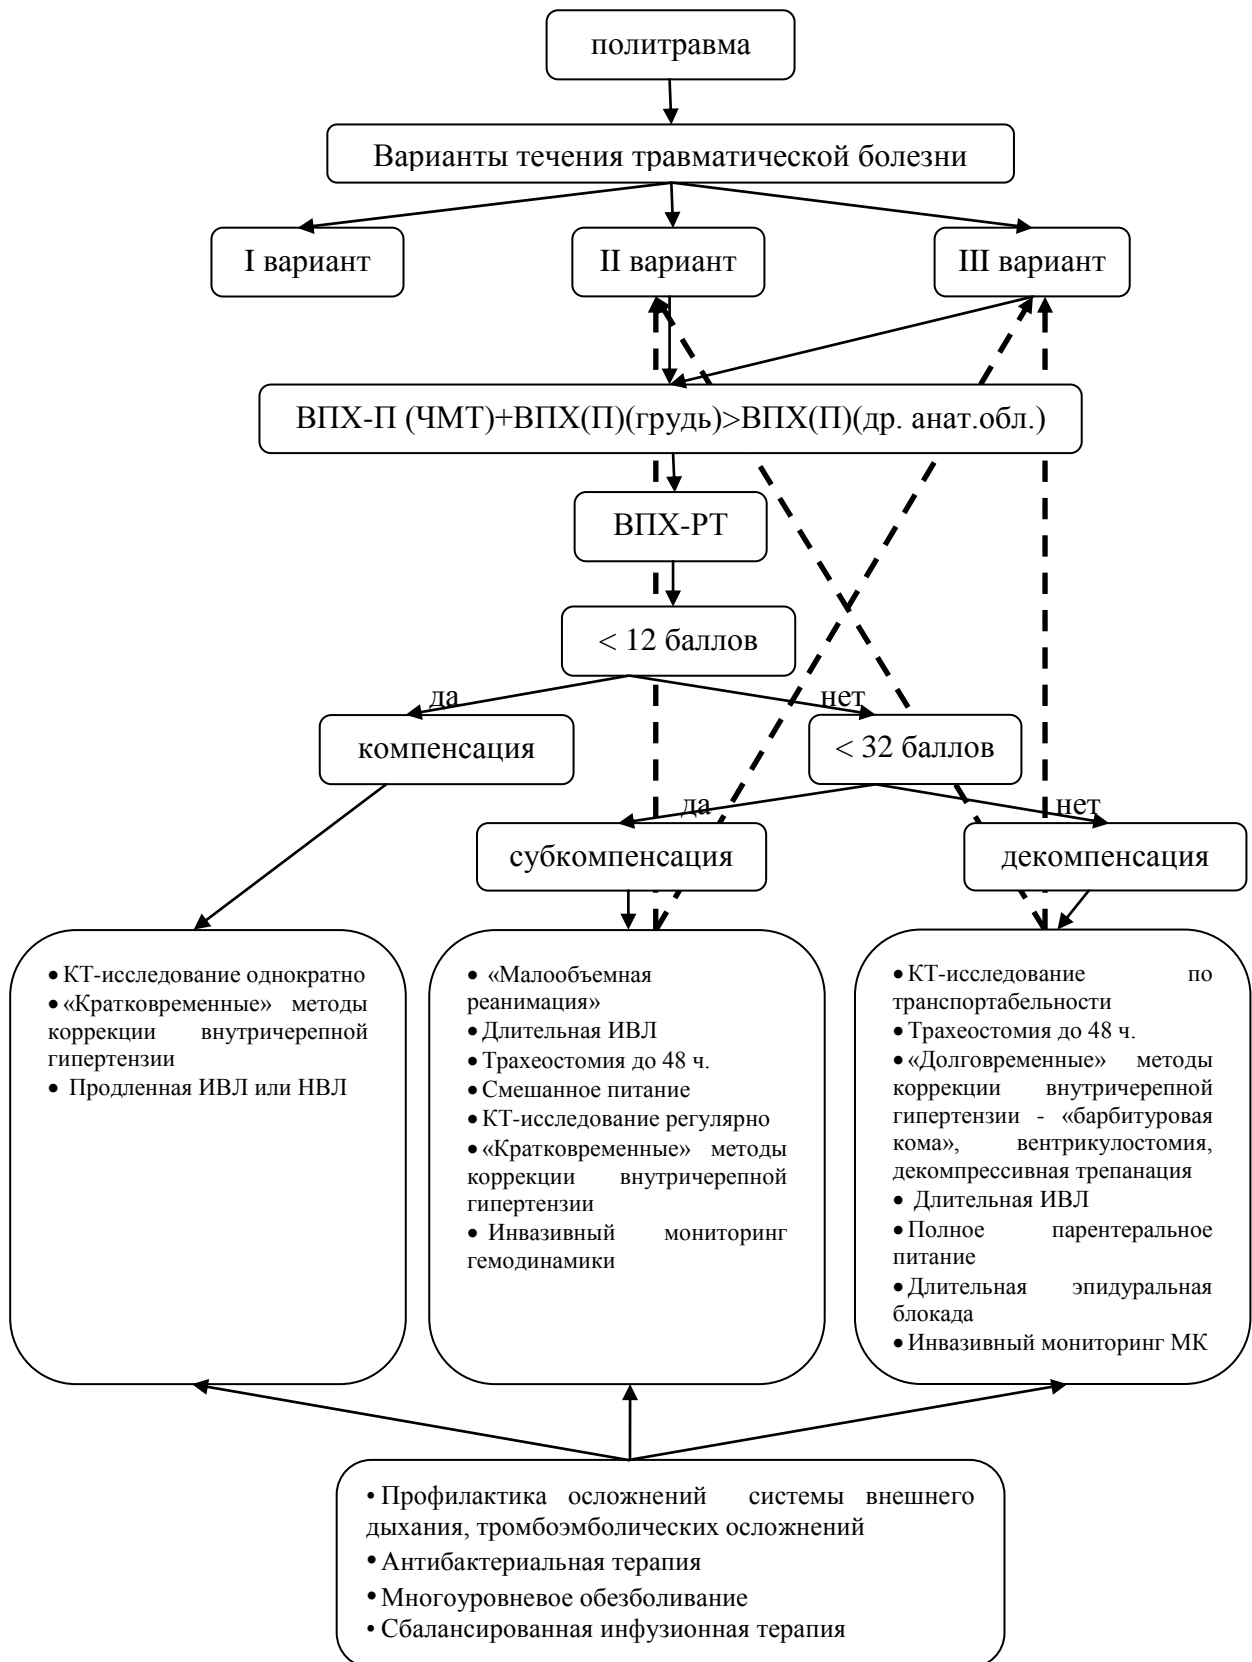 политравма
Варианты течения травматической болезни
I вариант
II вариант
III вариант
ВПХ-П (ЧМТ)+ВПХ(П)(грудь)>ВПХ(П)(др. анат.обл.)
ВПХ-РТ
< 12 баллов
да
нет
компенсация
< 32 баллов
да
нет
субкомпенсация
декомпенсация
• КТ-исследование однократно
• «Кратковременные» методы
коррекции внутричерепной
гипертензии
• Продленная ИВЛ или НВЛ
• «Малообъемная
реанимация»
• Длительная ИВЛ
• Трахеостомия до 48 ч.
• Смешанное питание
• КТ-исследование регулярно
• «Кратковременные» методы
коррекции внутричерепной
гипертензии
• Инвазивный мониторинг
гемодинамики
• КТ-исследование по
транспортабельности
• Трахеостомия до 48 ч.
• «Долговременные» методы
коррекции внутричерепной
гипертензии - «барбитуровая
кома», вентрикулостомия,
декомпрессивная трепанация
• Длительная ИВЛ
• Полное парентеральное
питание
• Длительная эпидуральная
блокада
• Инвазивный мониторинг МК
• Профилактика осложнений системы внешнего
дыхания, тромбоэмболических осложнений
• Антибактериальная терапия
• Многоуровневое обезболивание
• Сбалансированная инфузионная терапия